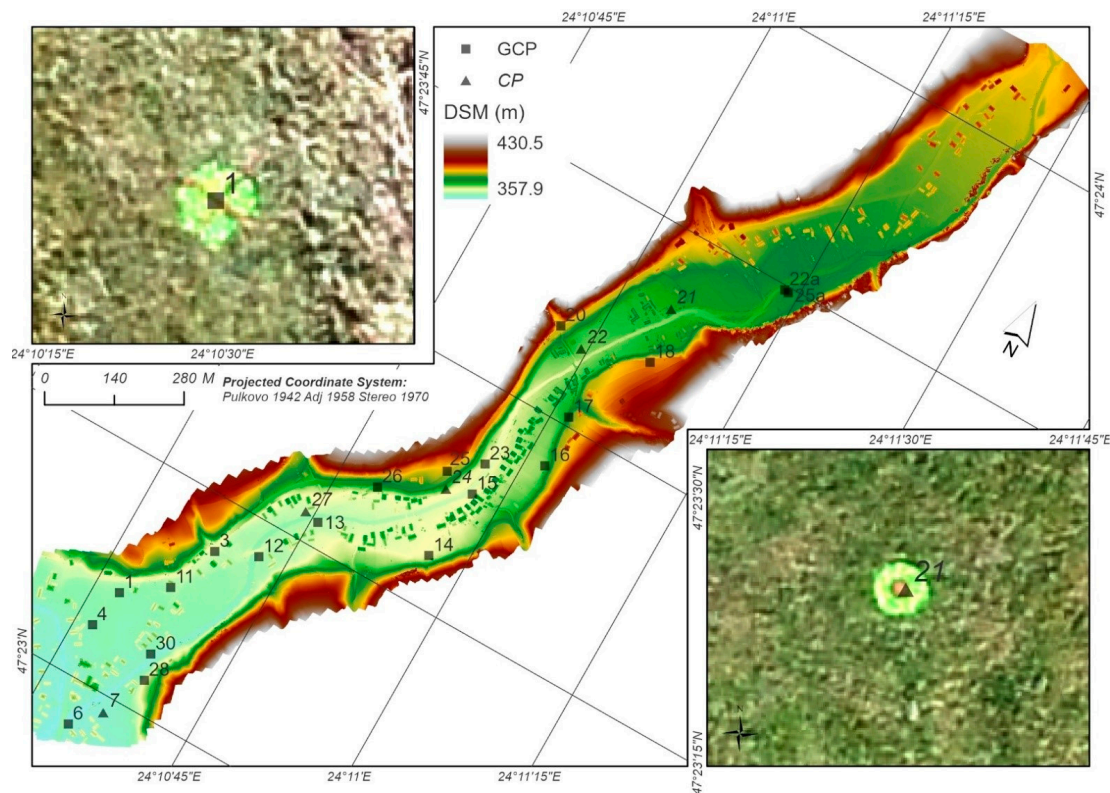 24°10'45"E
24°11'E
24°11'15"E
GCP
CP
DSM (m)
430.5
357.9
47°23'45"N
47°24'N
1
22a
25a
21
20
22
18
N
24°10'15"E
24°10'30"E
0 140 280 M
Projected Coordinate System:
Pulkovo 1942 Adj 1958 Stereo 1970
17
24°11'15"E
24°11'30"E
24°11'45"E
23
25
16
26
24
15
27
13
47°23'30"N
14
3
12
1
11
21
4
30
47°23'N
28
7
6
47°23'15"N
24°10'45"E
24°11'E
24°11'15"E